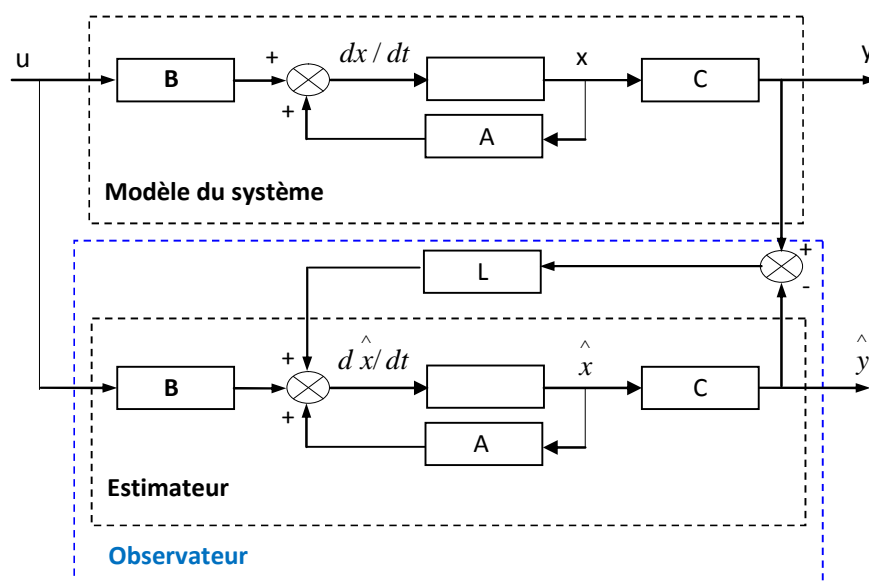 u
B
+
dx / dt
x
C
y
+
A
Modèle du système
L
+
-
+
B
d x̂/ dt
x̂
C
ŷ
+
A
Estimateur
Observateur